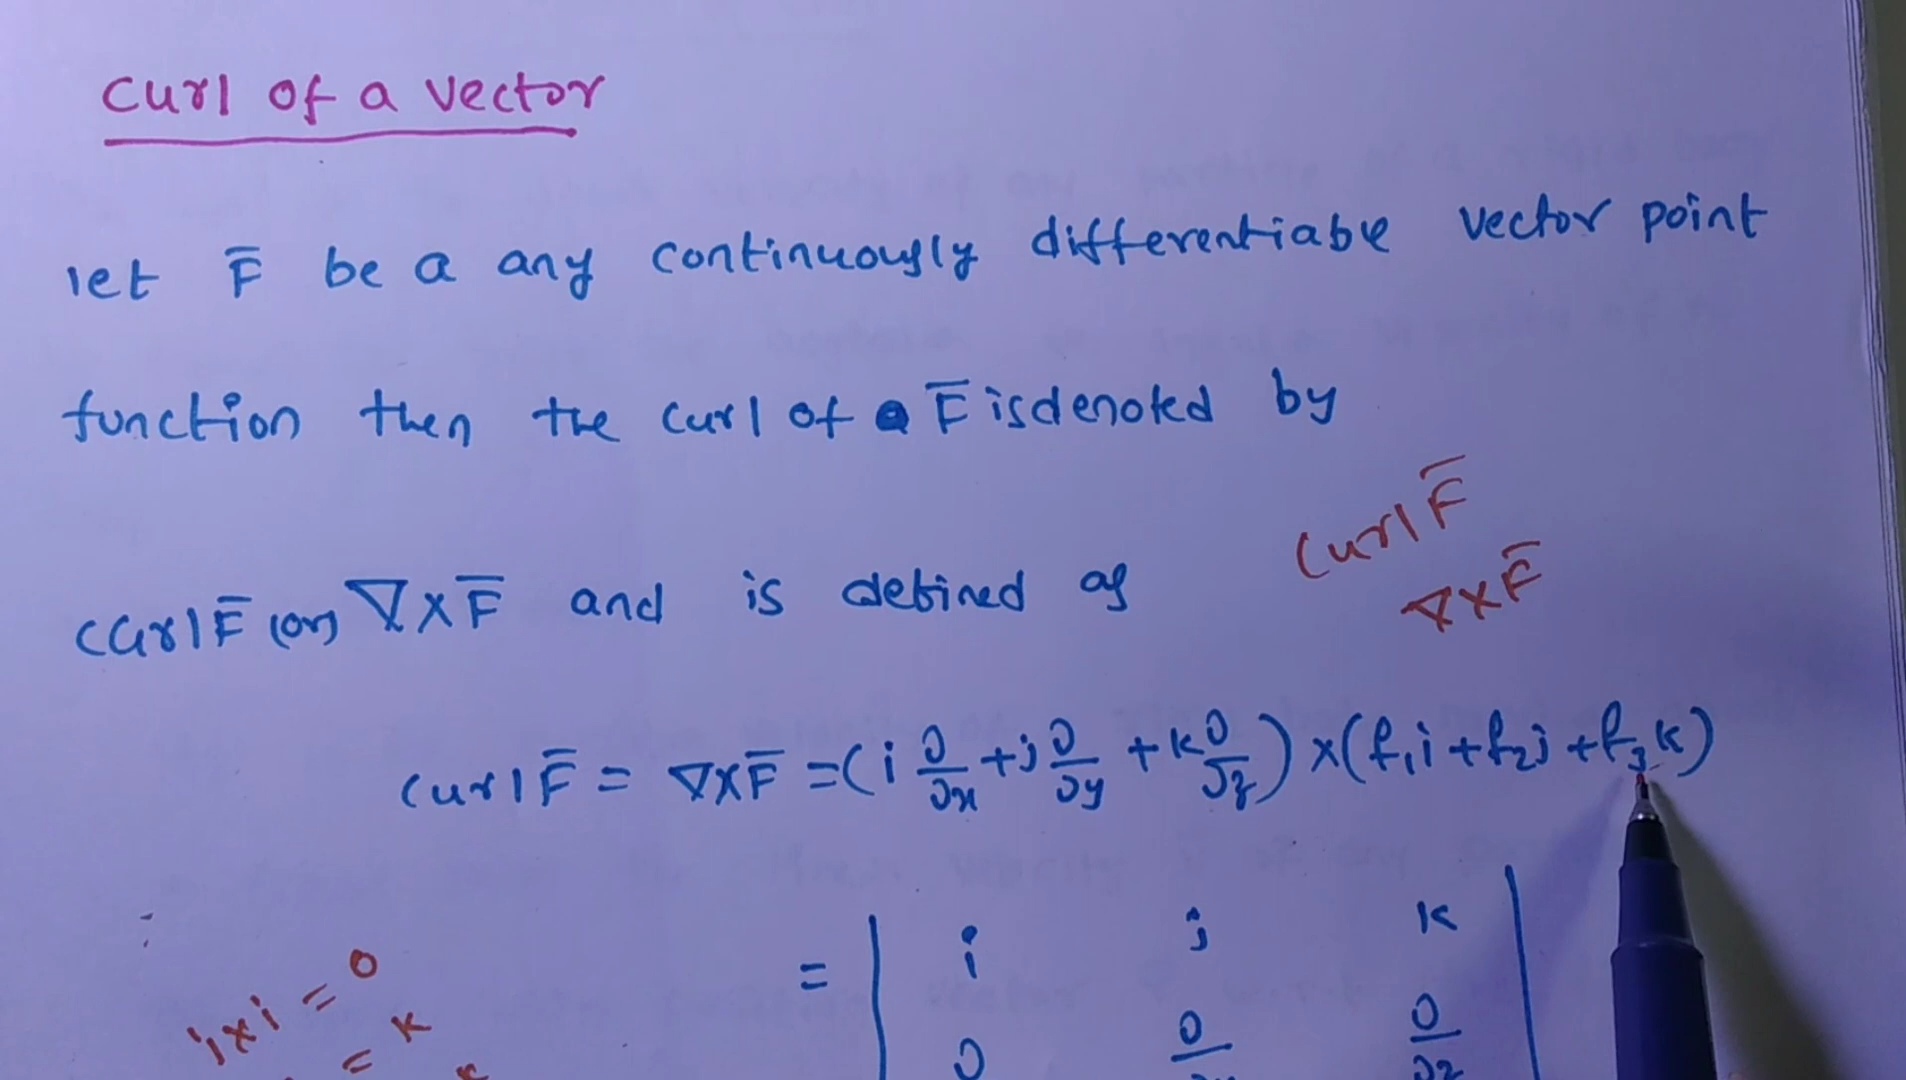 Curl of a vector
let F̅ be a any continuously differentiable vector point
function then the curl of a F̅ is denoted by
curl F̅ (or) ∇×F̅ and is defined as
curl F̅
∇×F̅
curl F̅ = ∇×F̅ = (i ∂/∂x + j ∂/∂y + k ∂/∂z) × (f₁i + f₂j + f₃k)
= | i j k |
∂ ∂ ∂/∂z
i×i = 0
= k